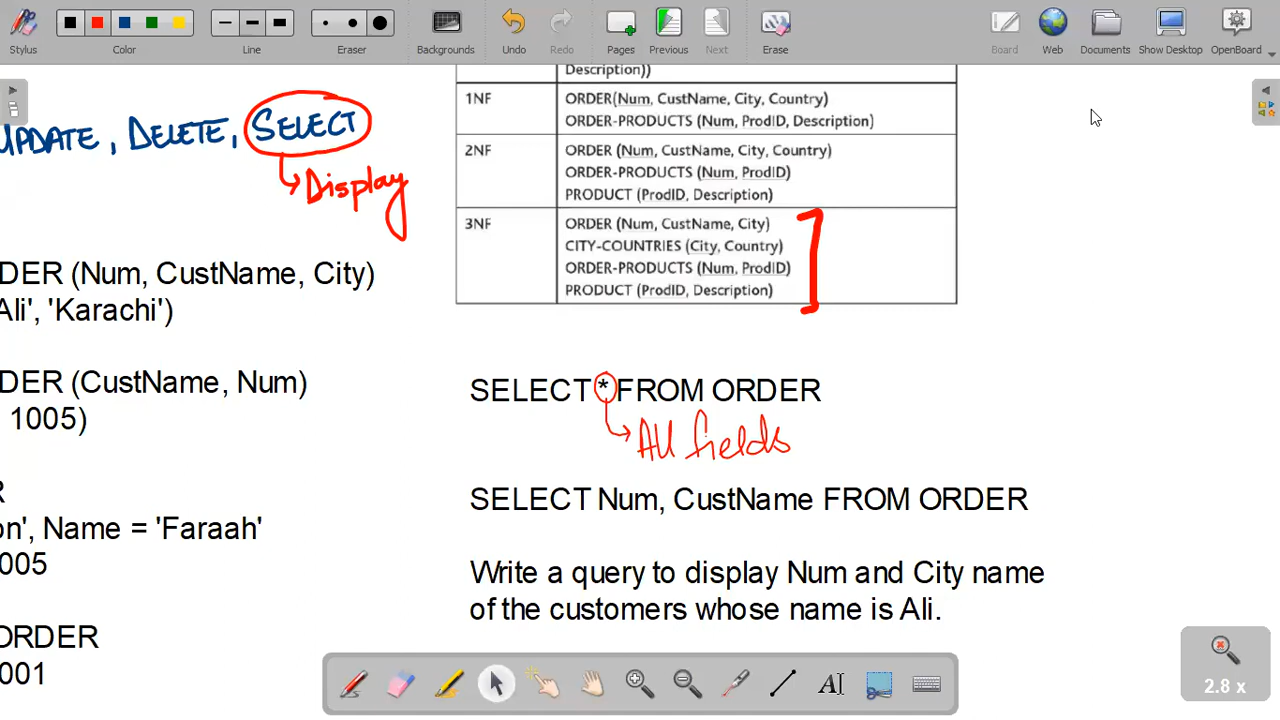 Stylus
Color
Line
Eraser
Backgrounds
Undo
Redo
Pages
Previous
Next
Erase
Board
Web
Documents
Show Desktop
OpenBoard
UPDATE, DELETE, SELECT
Display
DER (Num, CustName, City)
Ali', 'Karachi')
DER (CustName, Num)
1005)
R
on', Name = 'Faraah'
005
ORDER
001
Description))
1NF
ORDER(Num, CustName, City, Country)
ORDER-PRODUCTS (Num, ProdID, Description)
2NF
ORDER (Num, CustName, City, Country)
ORDER-PRODUCTS (Num, ProdID)
PRODUCT (ProdID, Description)
3NF
ORDER (Num, CustName, City)
CITY-COUNTRIES (City, Country)
ORDER-PRODUCTS (Num, ProdID)
PRODUCT (ProdID, Description)
SELECT * FROM ORDER
All fields
SELECT Num, CustName FROM ORDER
Write a query to display Num and City name
of the customers whose name is Ali.
AI
2.8 x